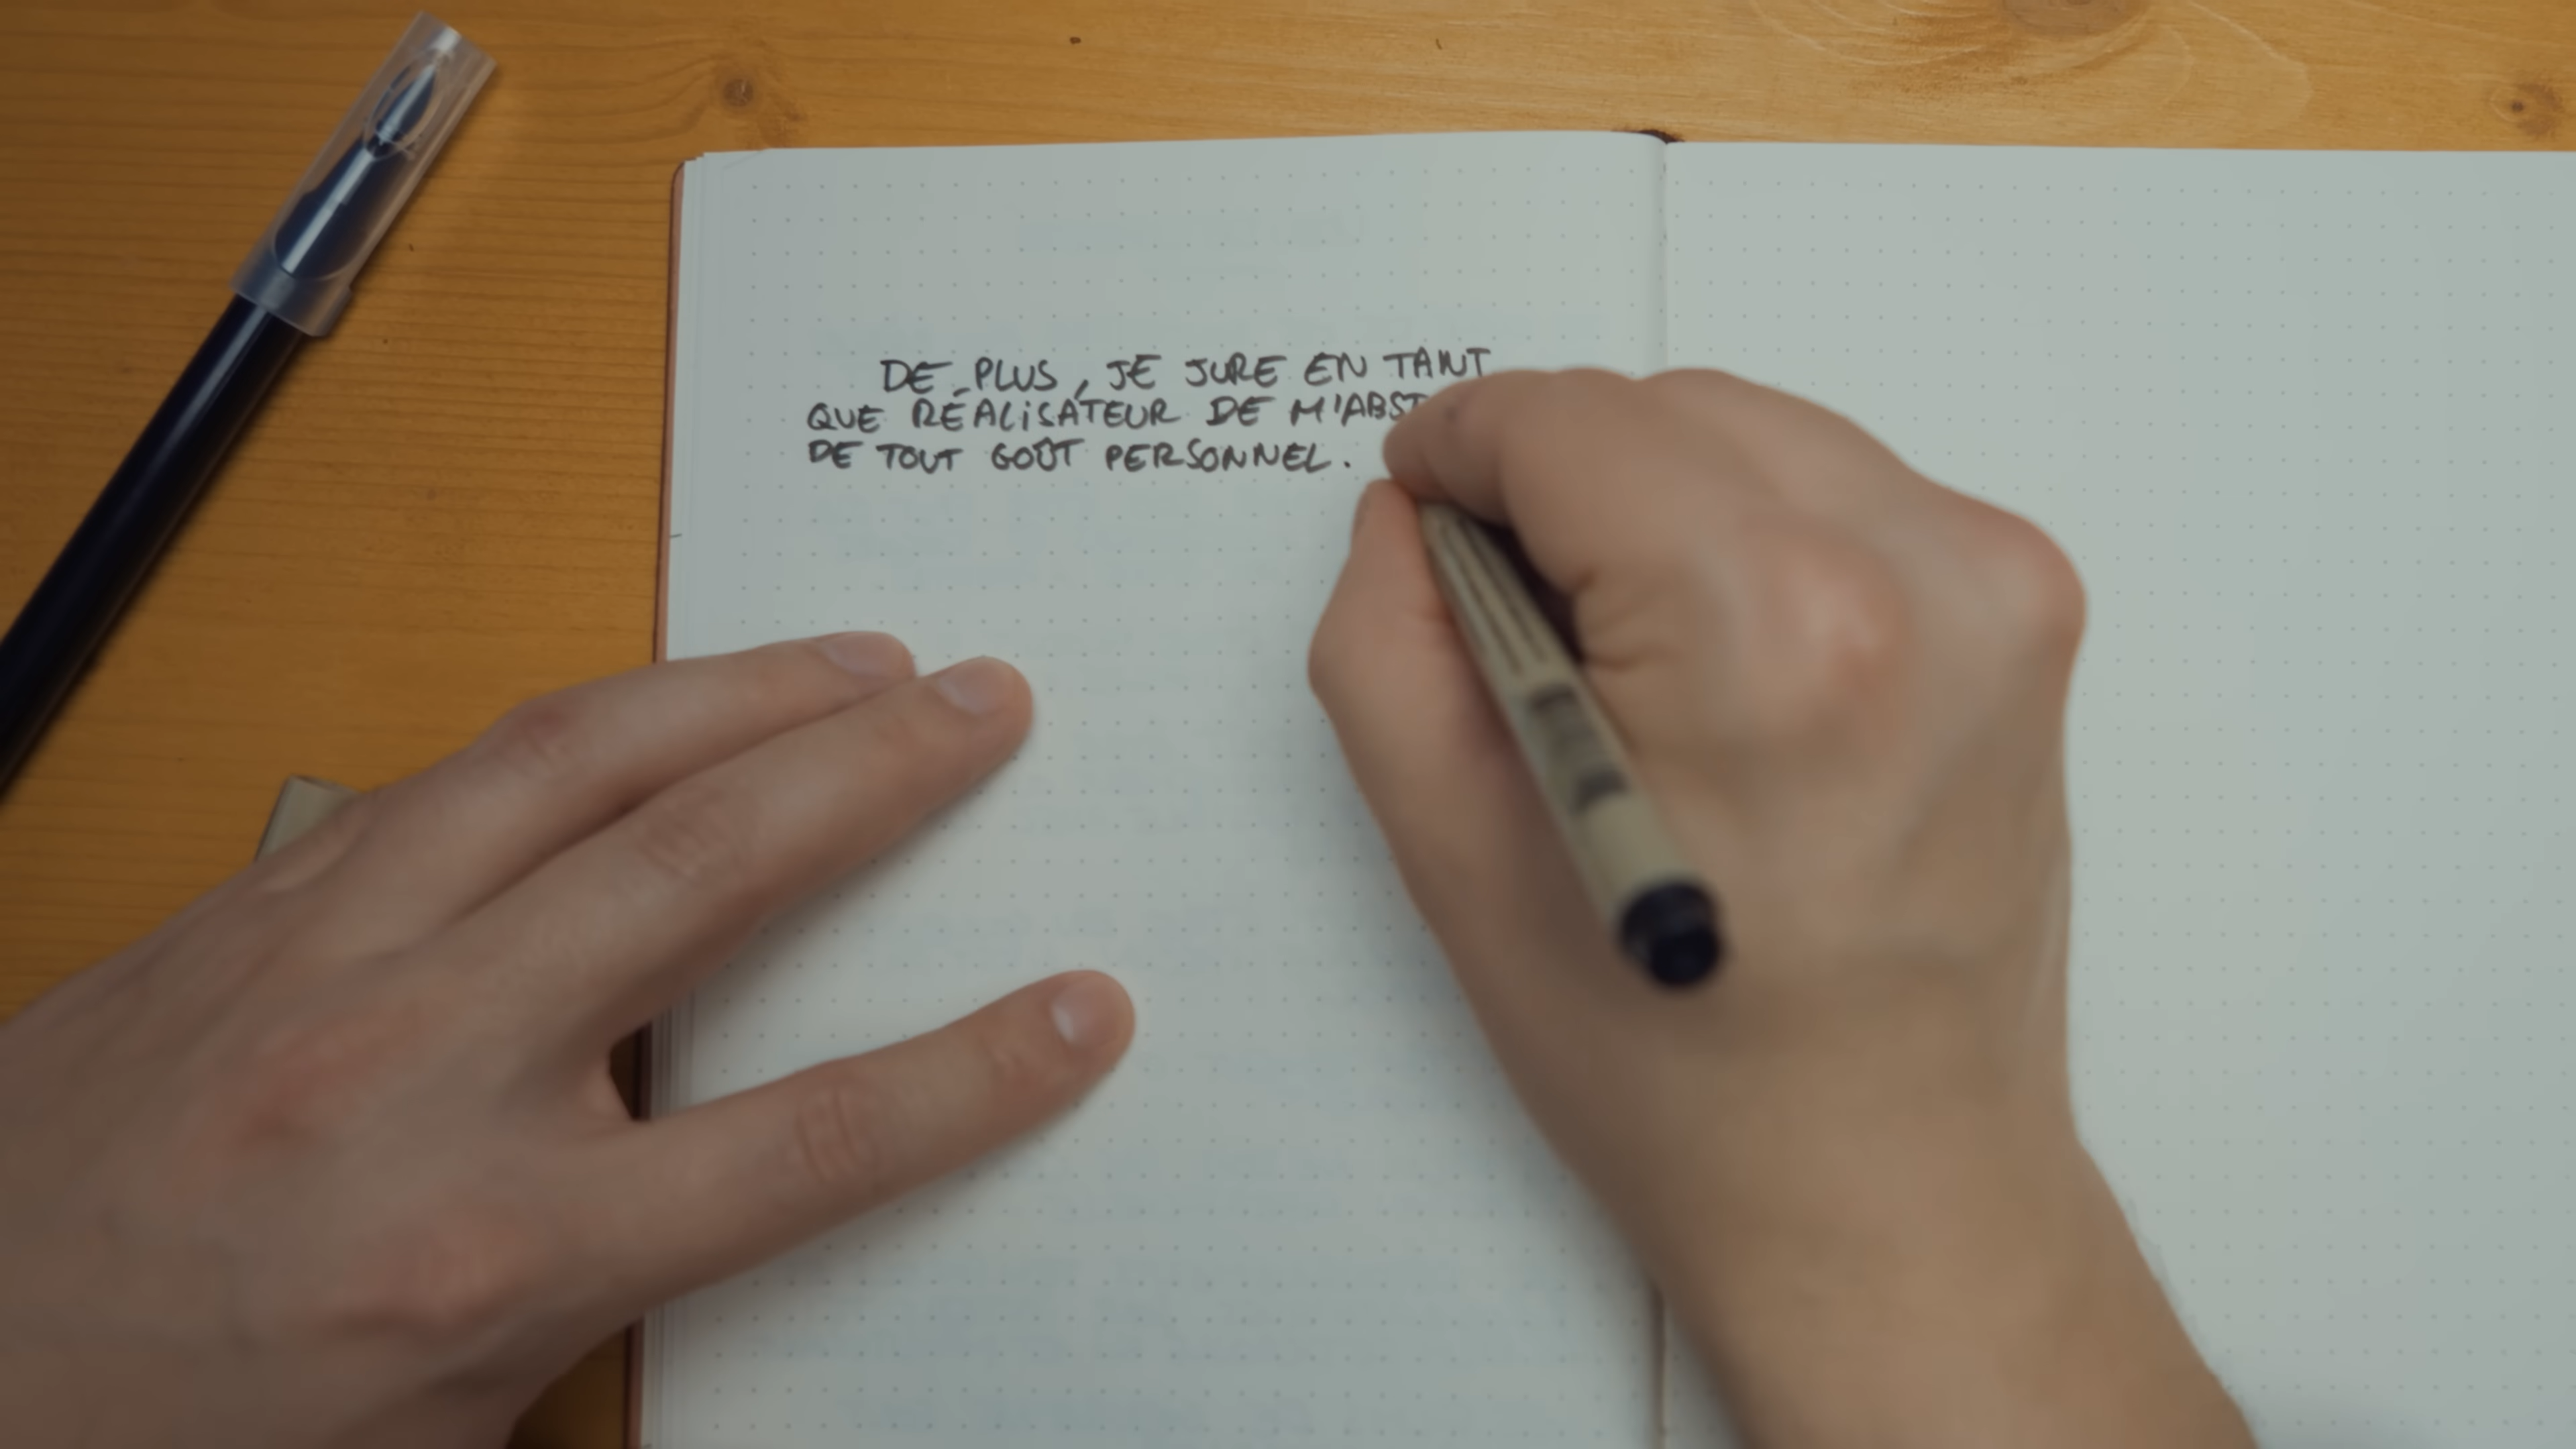 DE PLUS, JE JURE EN TANT
QUE RÉALISATEUR DE
DE TOUT GOÛT PERSONNEL.